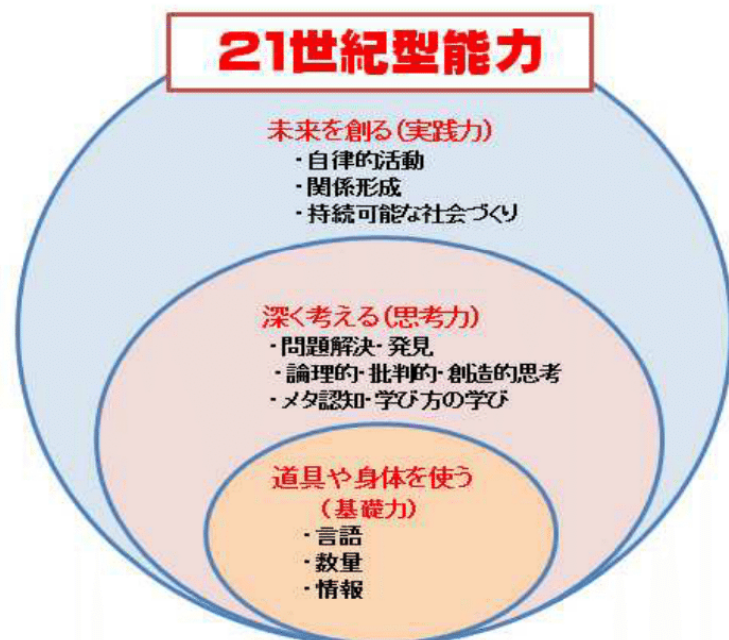 21世紀型能力
未来を創る(実践力)
・自律的活動
・関係形成
・持続可能な社会づくり
深く考える(思考力)
・問題解決・発見
・論理的・批判的・創造的思考
・メタ認知・学び方の学び
道具や身体を使う
(基礎力)
・言語
・数量
・情報